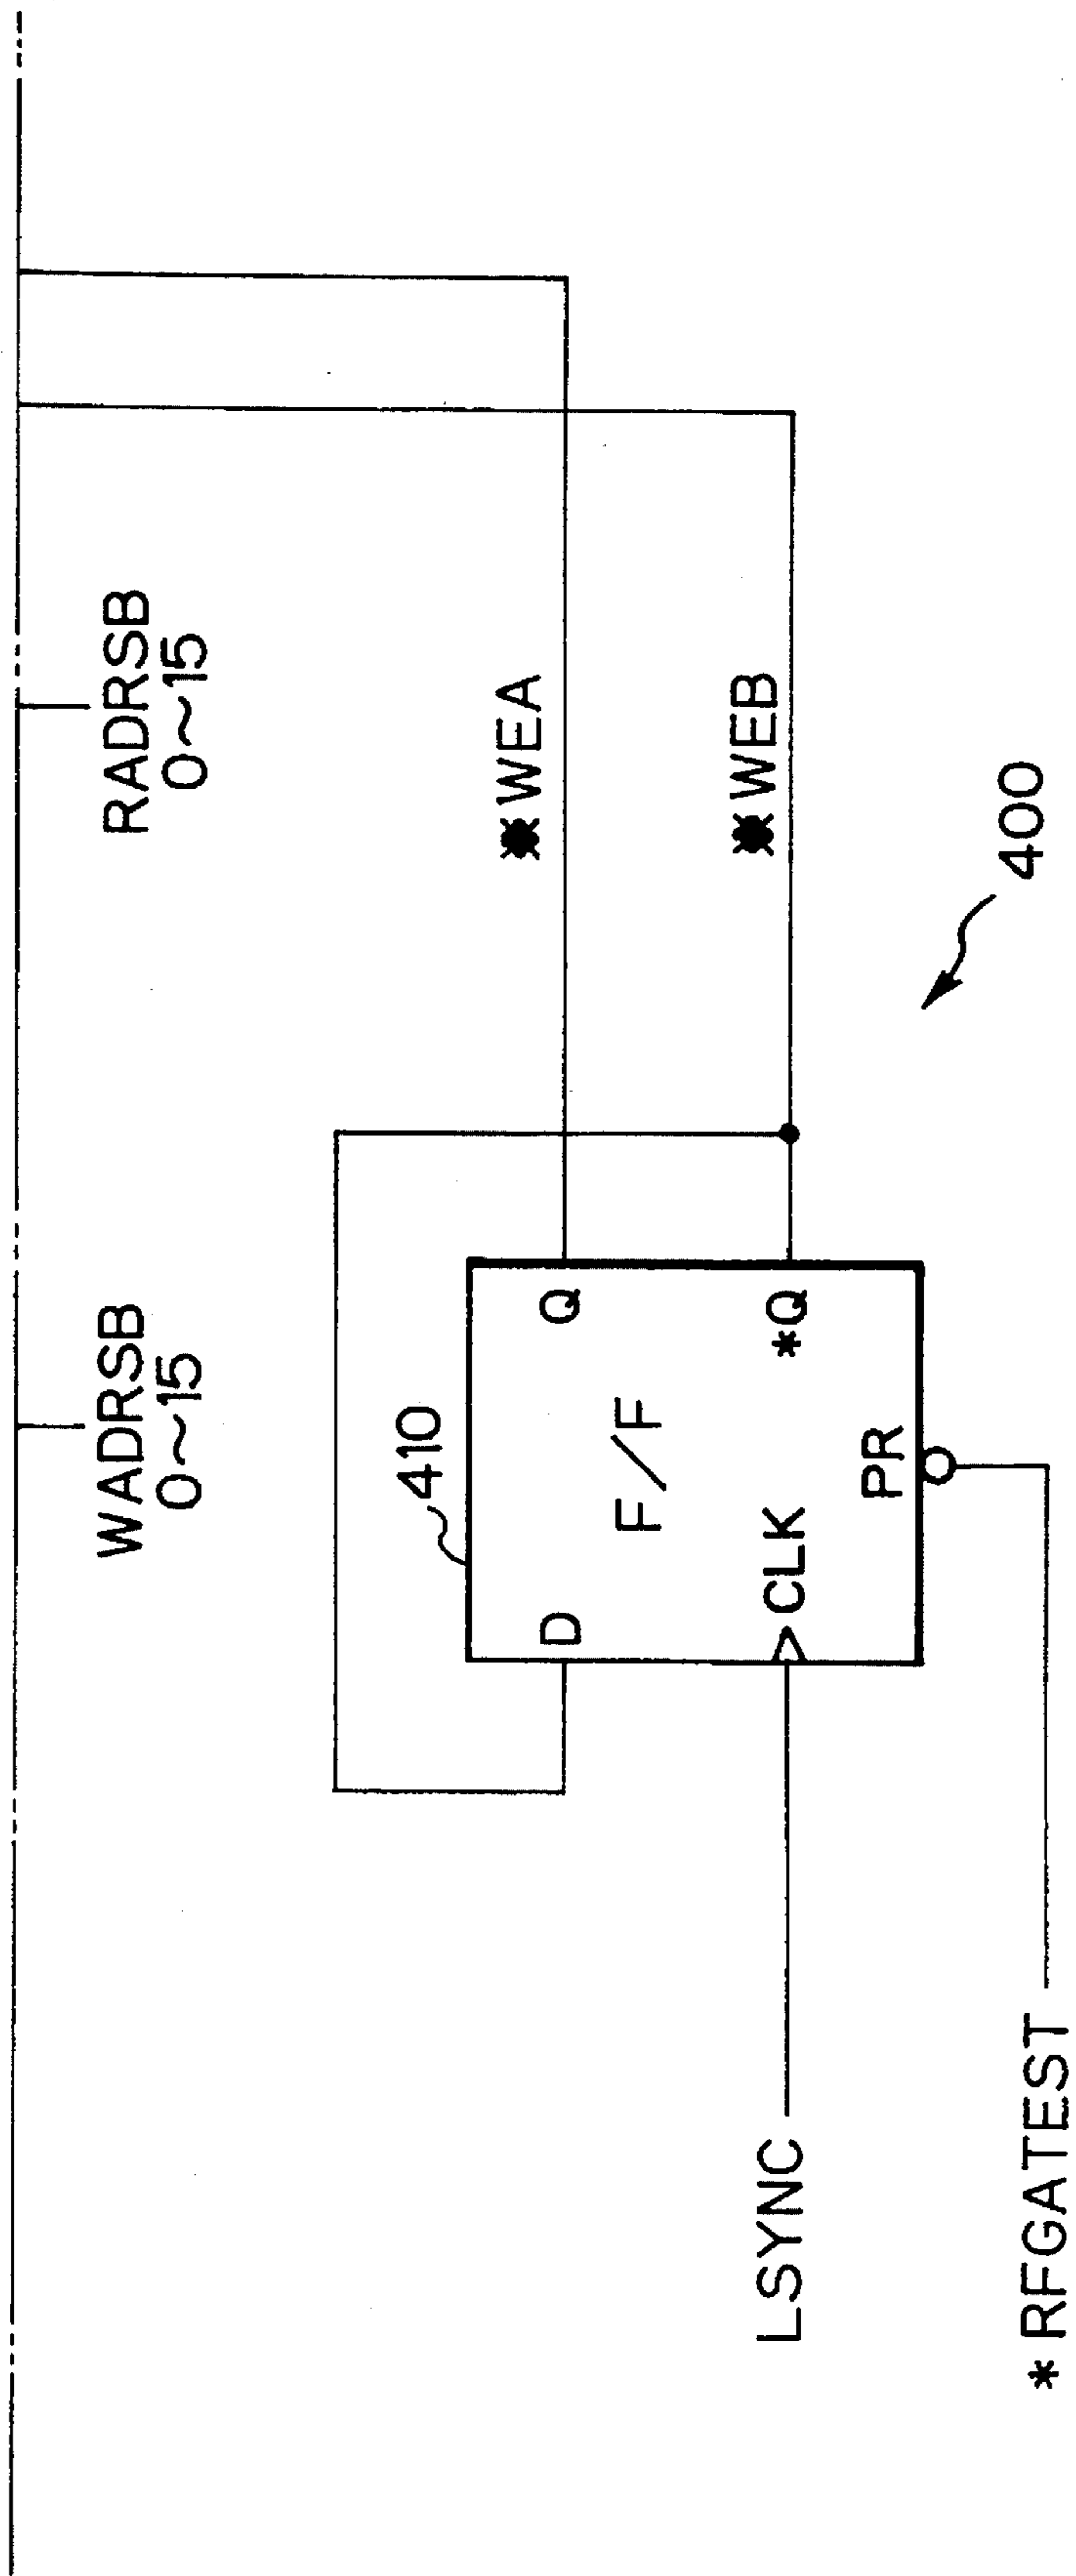 WADRSB
0~15
RADRSB
0~15
410
D
Q
F/F
*WEA
CLK
*Q
PR
*WEB
LSYNC
*RFGATEST
400